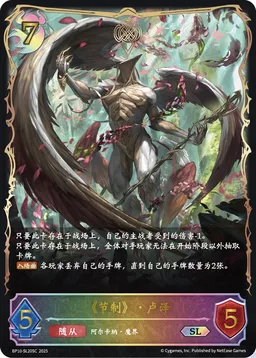 7
只要此卡存在于战场上，自己的主战者受到的伤害-1。
只要此卡存在于战场上，全体对手玩家无法在开始阶段以外抽取
卡牌。
入场曲 各玩家丢弃自己的手牌，直到自己的手牌数量为2张。
《节制》·卢
5
5
随从
阿尔卡纳·魔界
SL
EP10-SL20SC 2025
© Cygames, Inc. Published by NetEase Games